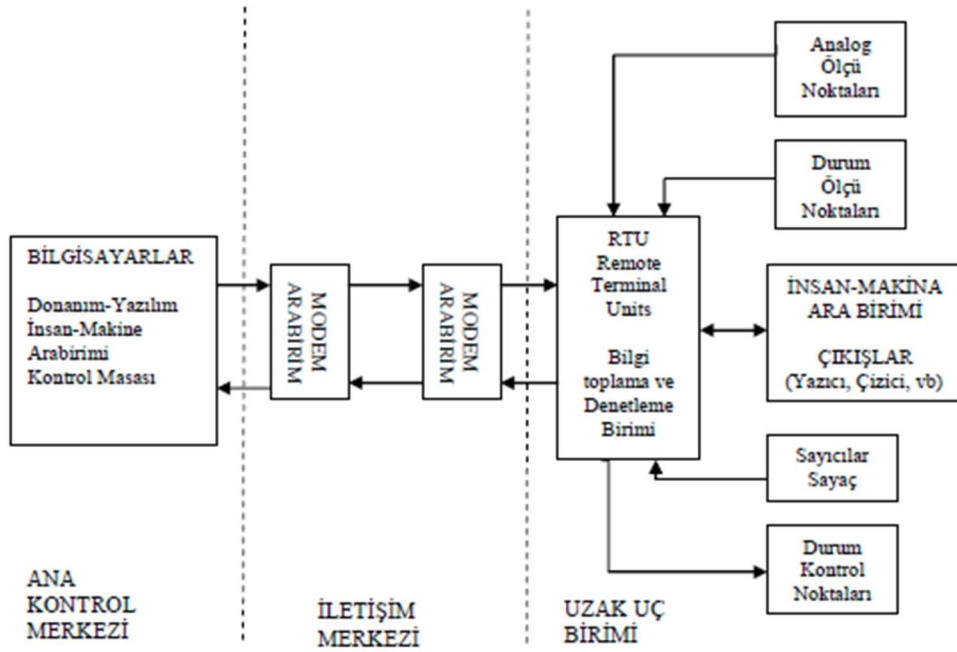 Analog
Ölçü
Noktaları
Durum
Ölçü
Noktaları
BİLGİSAYARLAR
Donanım-Yazılım
İnsan-Makine
Arabirimi
Kontrol Masası
MODEM
ARABİRİM
MODEM
ARABİRİM
RTU
Remote
Terminal
Units
Bilgi
toplama ve
Denetleme
Birimi
İNSAN-MAKİNA
ARA BİRİMİ
ÇIKIŞLAR
(Yazıcı, Çizici, vb)
Sayıcılar
Sayaç
Durum
Kontrol
Noktaları
ANA
KONTROL
MERKEZİ
İLETİŞİM
MERKEZİ
UZAK UÇ
BİRİMİ